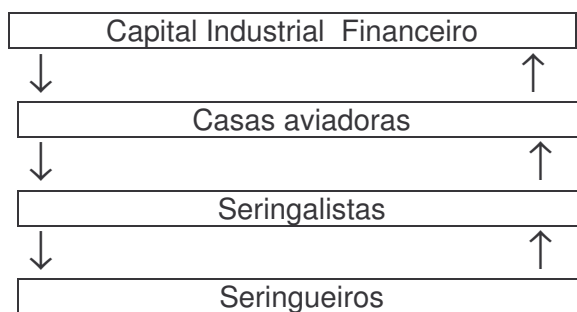 Capital Industrial Financeiro
Casas aviadoras
Seringalistas
Seringueiros